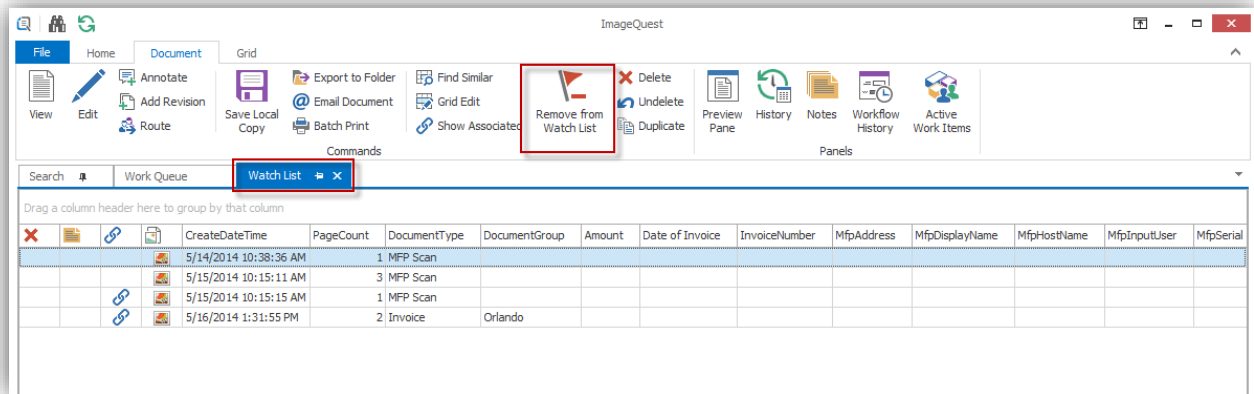 ImageQuest
File Home Document Grid
View
Edit
Annotate
Add Revision
Route
Save Local
Copy
Export to Folder
Email Document
Batch Print
Find Similar
Grid Edit
Show Associated
Remove from
Watch List
Delete
Undelete
Duplicate
Commands
Preview
Pane
History
Notes
Workflow
History
Active
Work Items
Panels
Search Work Queue Watch List
Drag a column header here to group by that column
CreateDateTime PageCount DocumentType DocumentGroup Amount Date of Invoice InvoiceNumber MfpAddress MfpDisplayName MfpHostName MfpInputUser MfpSerial
5/14/2014 10:38:36 AM 1 MFP Scan
5/15/2014 10:15:11 AM 3 MFP Scan
5/15/2014 10:15:15 AM 1 MFP Scan
5/16/2014 1:31:55 PM 2 Invoice Orlando